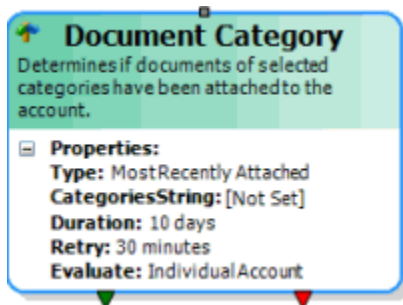 Document Category
Determines if documents of selected
categories have been attached to the
account.
Properties:
Type: Most Recently Attached
CategoriesString: [Not Set]
Duration: 10 days
Retry: 30 minutes
Evaluate: Individual Account